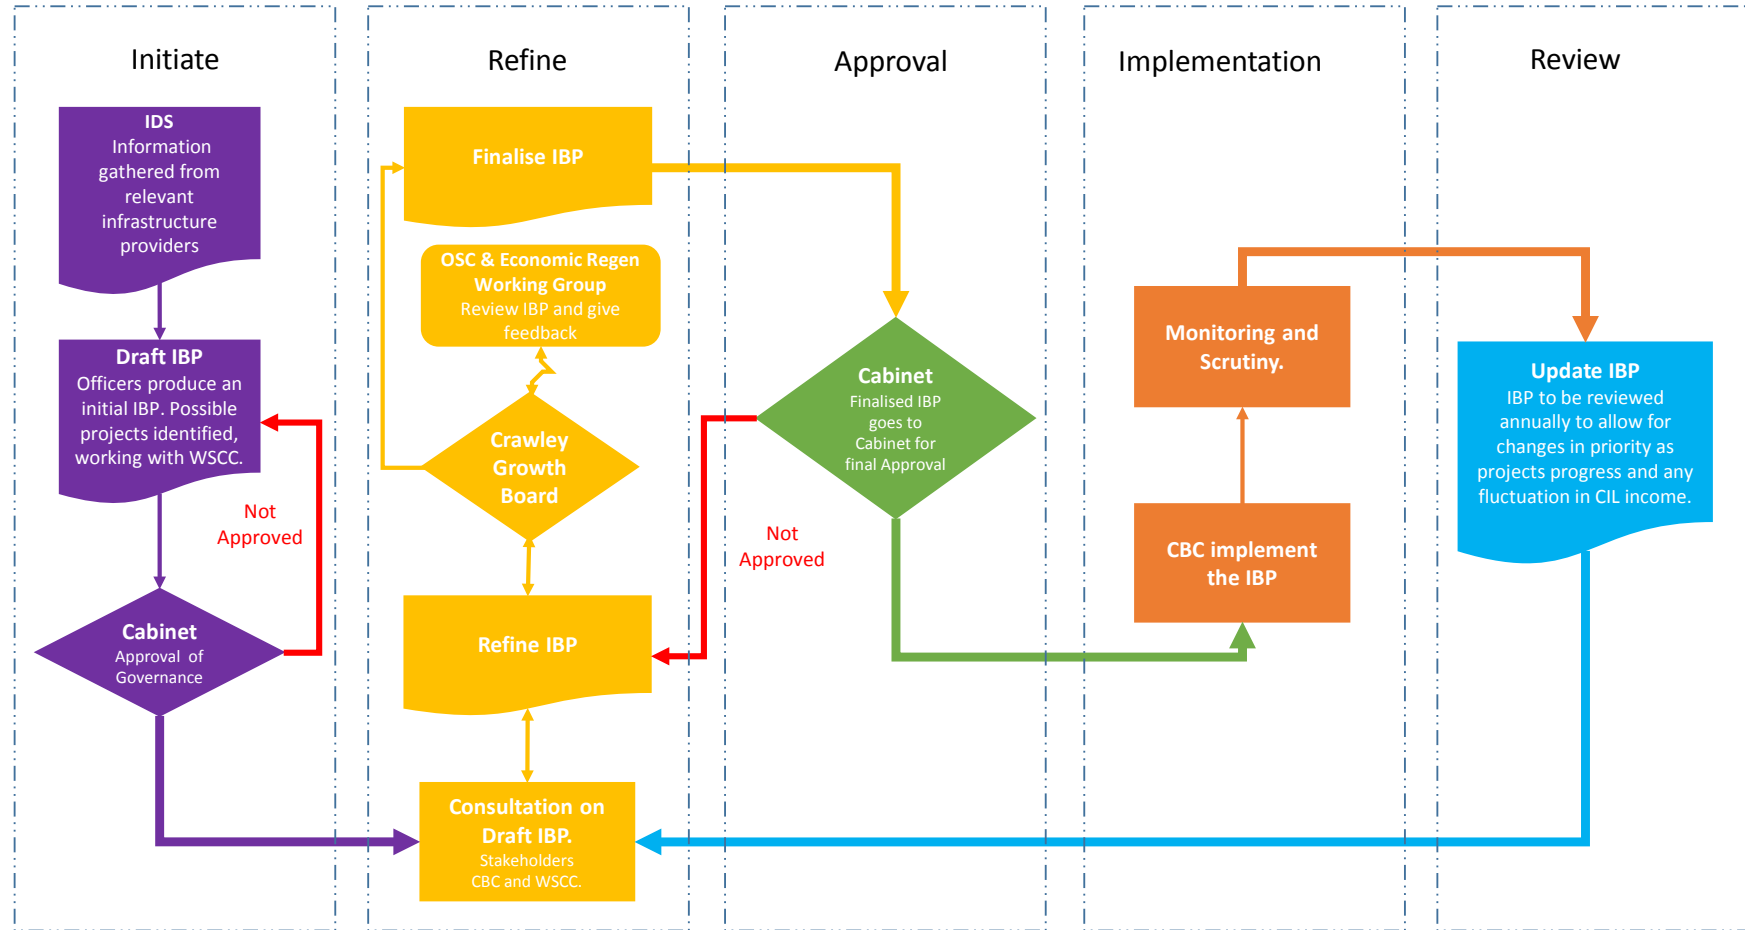 Initiate
Refine
Approval
Implementation
Review
IDS
Information
gathered from
relevant
infrastructure
providers
Draft IBP
Officers produce an
initial IBP. Possible
projects identified,
working with WSCC.
Not
Approved
Cabinet
Approval of
Governance
Finalise IBP
OSC & Economic Regen
Working Group
Review IBP and give
feedback
Crawley
Growth
Board
Refine IBP
Consultation on
Draft IBP.
Stakeholders
CBC and WSCC.
Cabinet
Finalised IBP
goes to
Cabinet for
final Approval
Not
Approved
Monitoring and
Scrutiny.
CBC implement
the IBP
Update IBP
IBP to be reviewed
annually to allow for
changes in priority as
projects progress and any
fluctuation in CIL income.